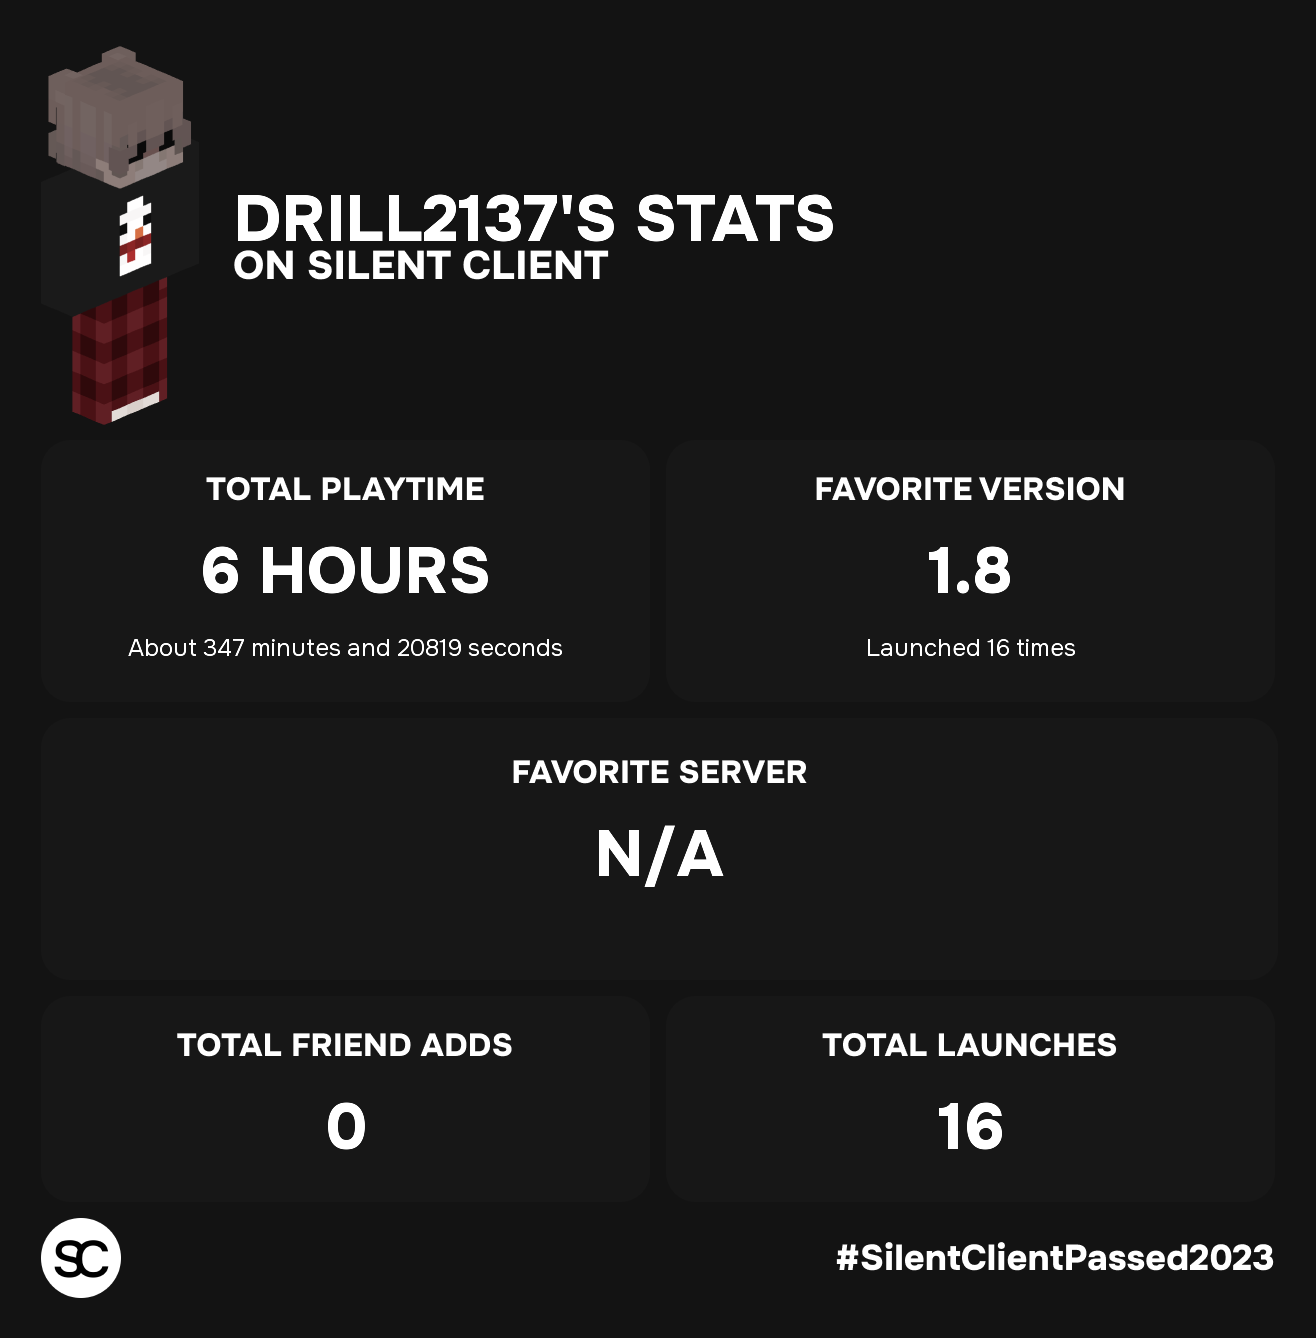 DRILL2137'S STATS
ON SILENT CLIENT
TOTAL PLAYTIME
6 HOURS
About 347 minutes and 20819 seconds
FAVORITE VERSION
1.8
Launched 16 times
FAVORITE SERVER
N/A
TOTAL FRIEND ADDS
0
TOTAL LAUNCHES
16
SC
#SilentClientPassed2023